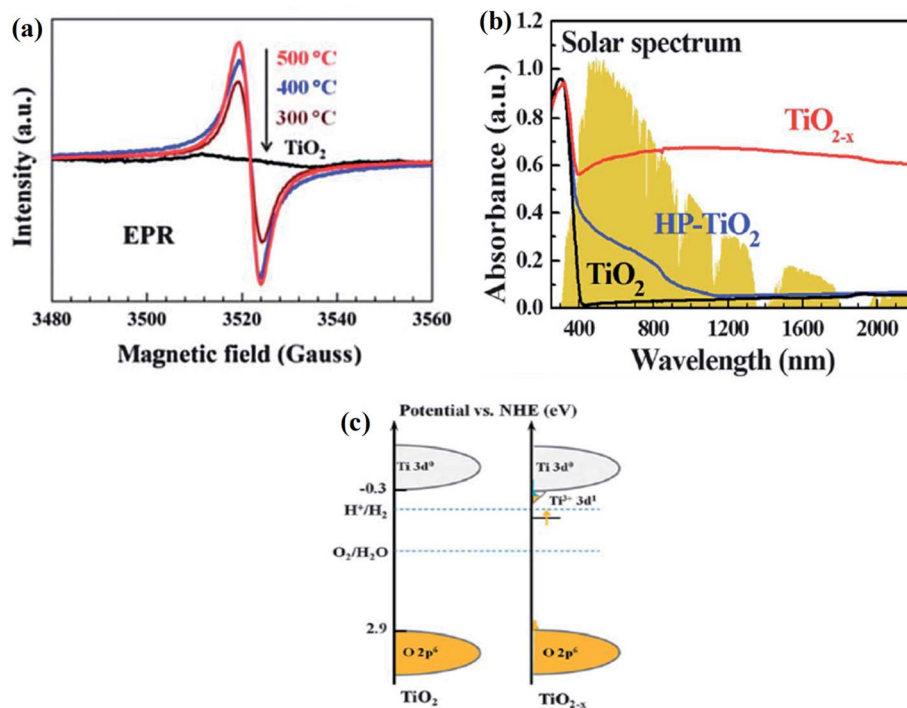 (a)
500 °C
400 °C
300 °C
TiO₂
EPR
Intensity (a.u.)
3480 3500 3520 3540 3560
Magnetic field (Gauss)
(b)
Solar spectrum
TiO₂₋ₓ
HP-TiO₂
TiO₂
Absorbance (a.u.)
1.2
1.0
0.8
0.6
0.4
0.2
0.0
400 800 1200 1600 2000
Wavelength (nm)
(c)
Potential vs. NHE (eV)
Ti 3d⁰ Ti 3d⁰
-0.3
Ti³⁺ 3d¹
H⁺/H₂
O₂/H₂O
2.9
O 2p⁶ O 2p⁶
TiO₂ TiO₂₋ₓ